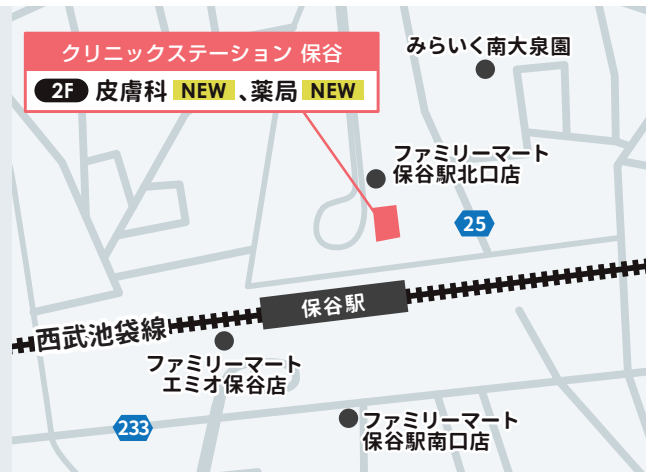 クリニックステーション 保谷
2F 皮膚科 NEW 、薬局 NEW
みらいく南大泉園
ファミリーマート
保谷駅北口店
25
保谷駅
西武池袋線
ファミリーマート
エミオ保谷店
233
ファミリーマート
保谷駅南口店